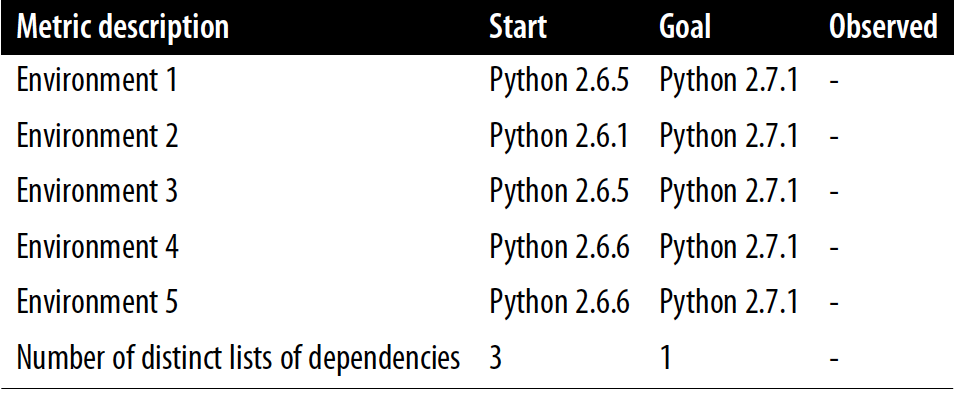 Metric description Start Goal Observed
Environment 1 Python 2.6.5 Python 2.7.1 -
Environment 2 Python 2.6.1 Python 2.7.1 -
Environment 3 Python 2.6.5 Python 2.7.1 -
Environment 4 Python 2.6.6 Python 2.7.1 -
Environment 5 Python 2.6.6 Python 2.7.1 -
Number of distinct lists of dependencies 3 1 -